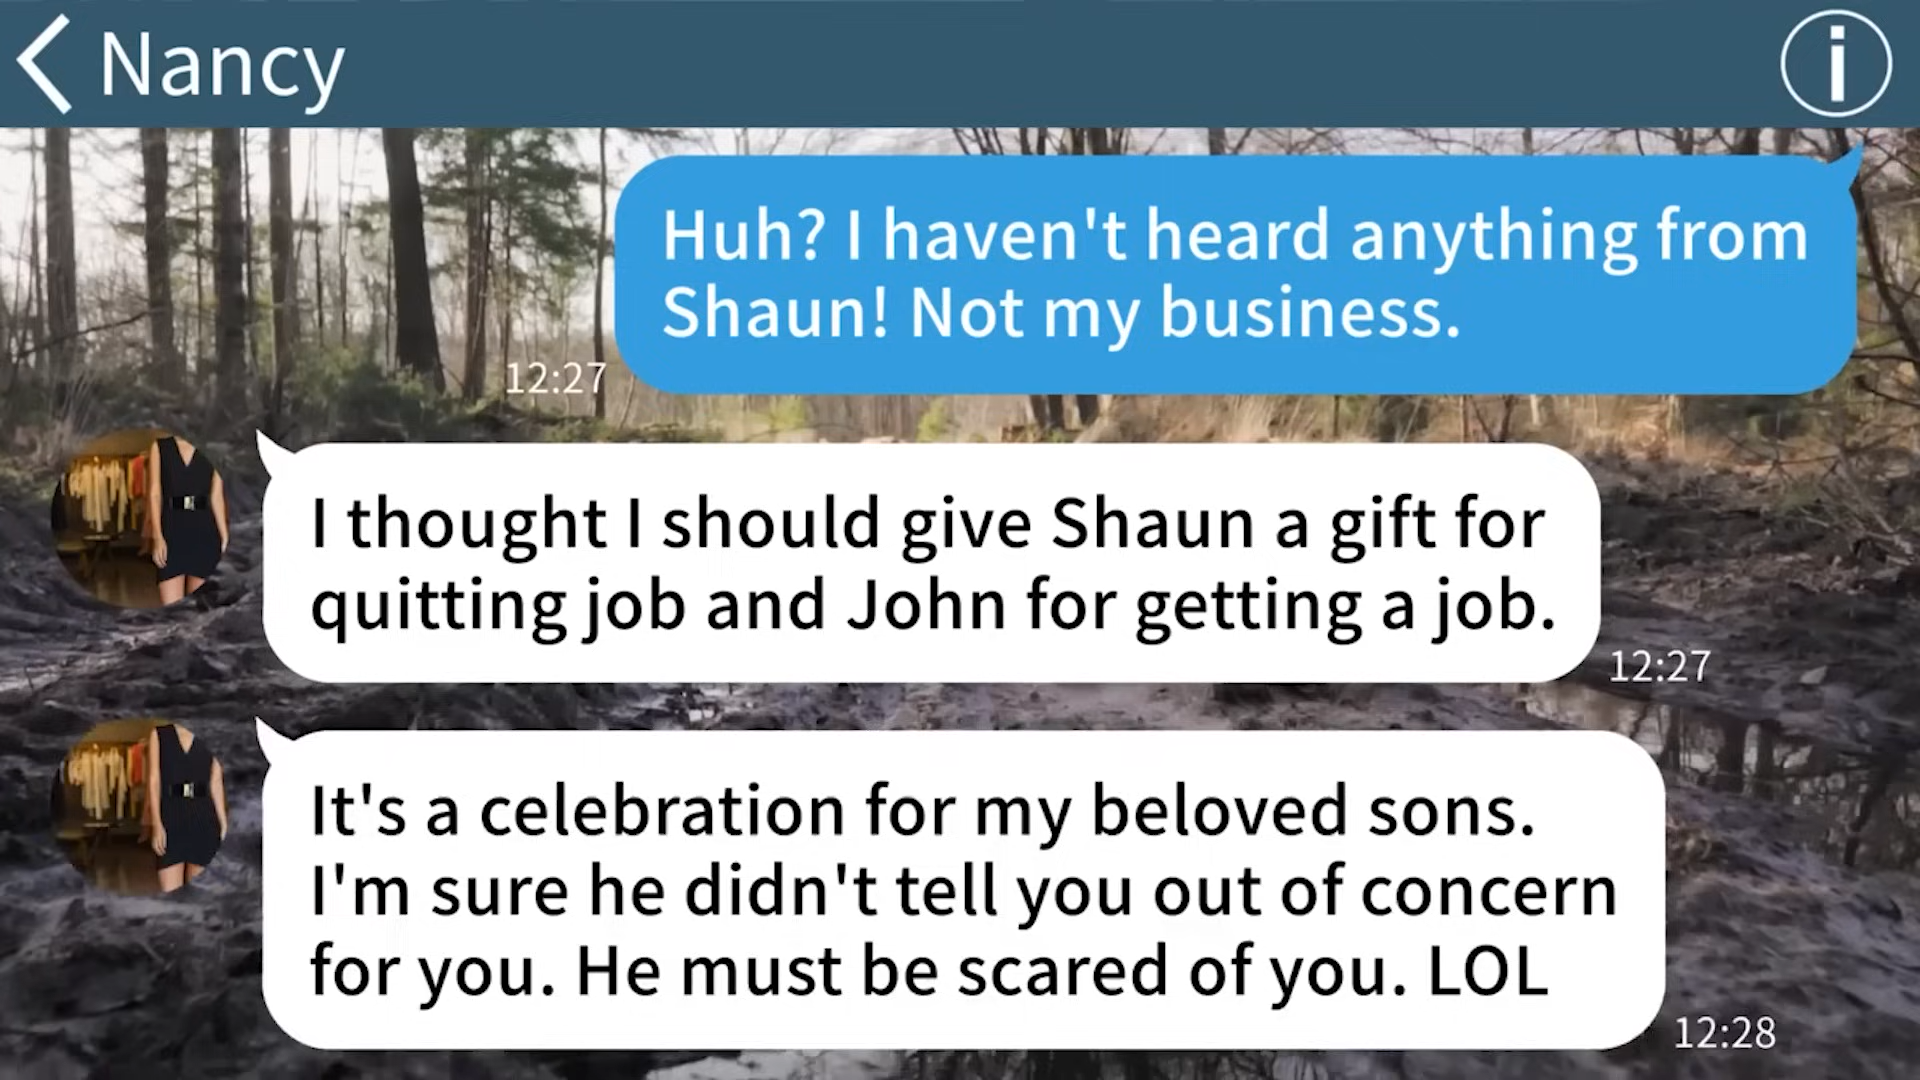 Nancy
Huh? I haven't heard anything from
Shaun! Not my business.
12:27
I thought I should give Shaun a gift for
quitting job and John for getting a job.
12:27
It's a celebration for my beloved sons.
I'm sure he didn't tell you out of concern
for you. He must be scared of you. LOL
12:28